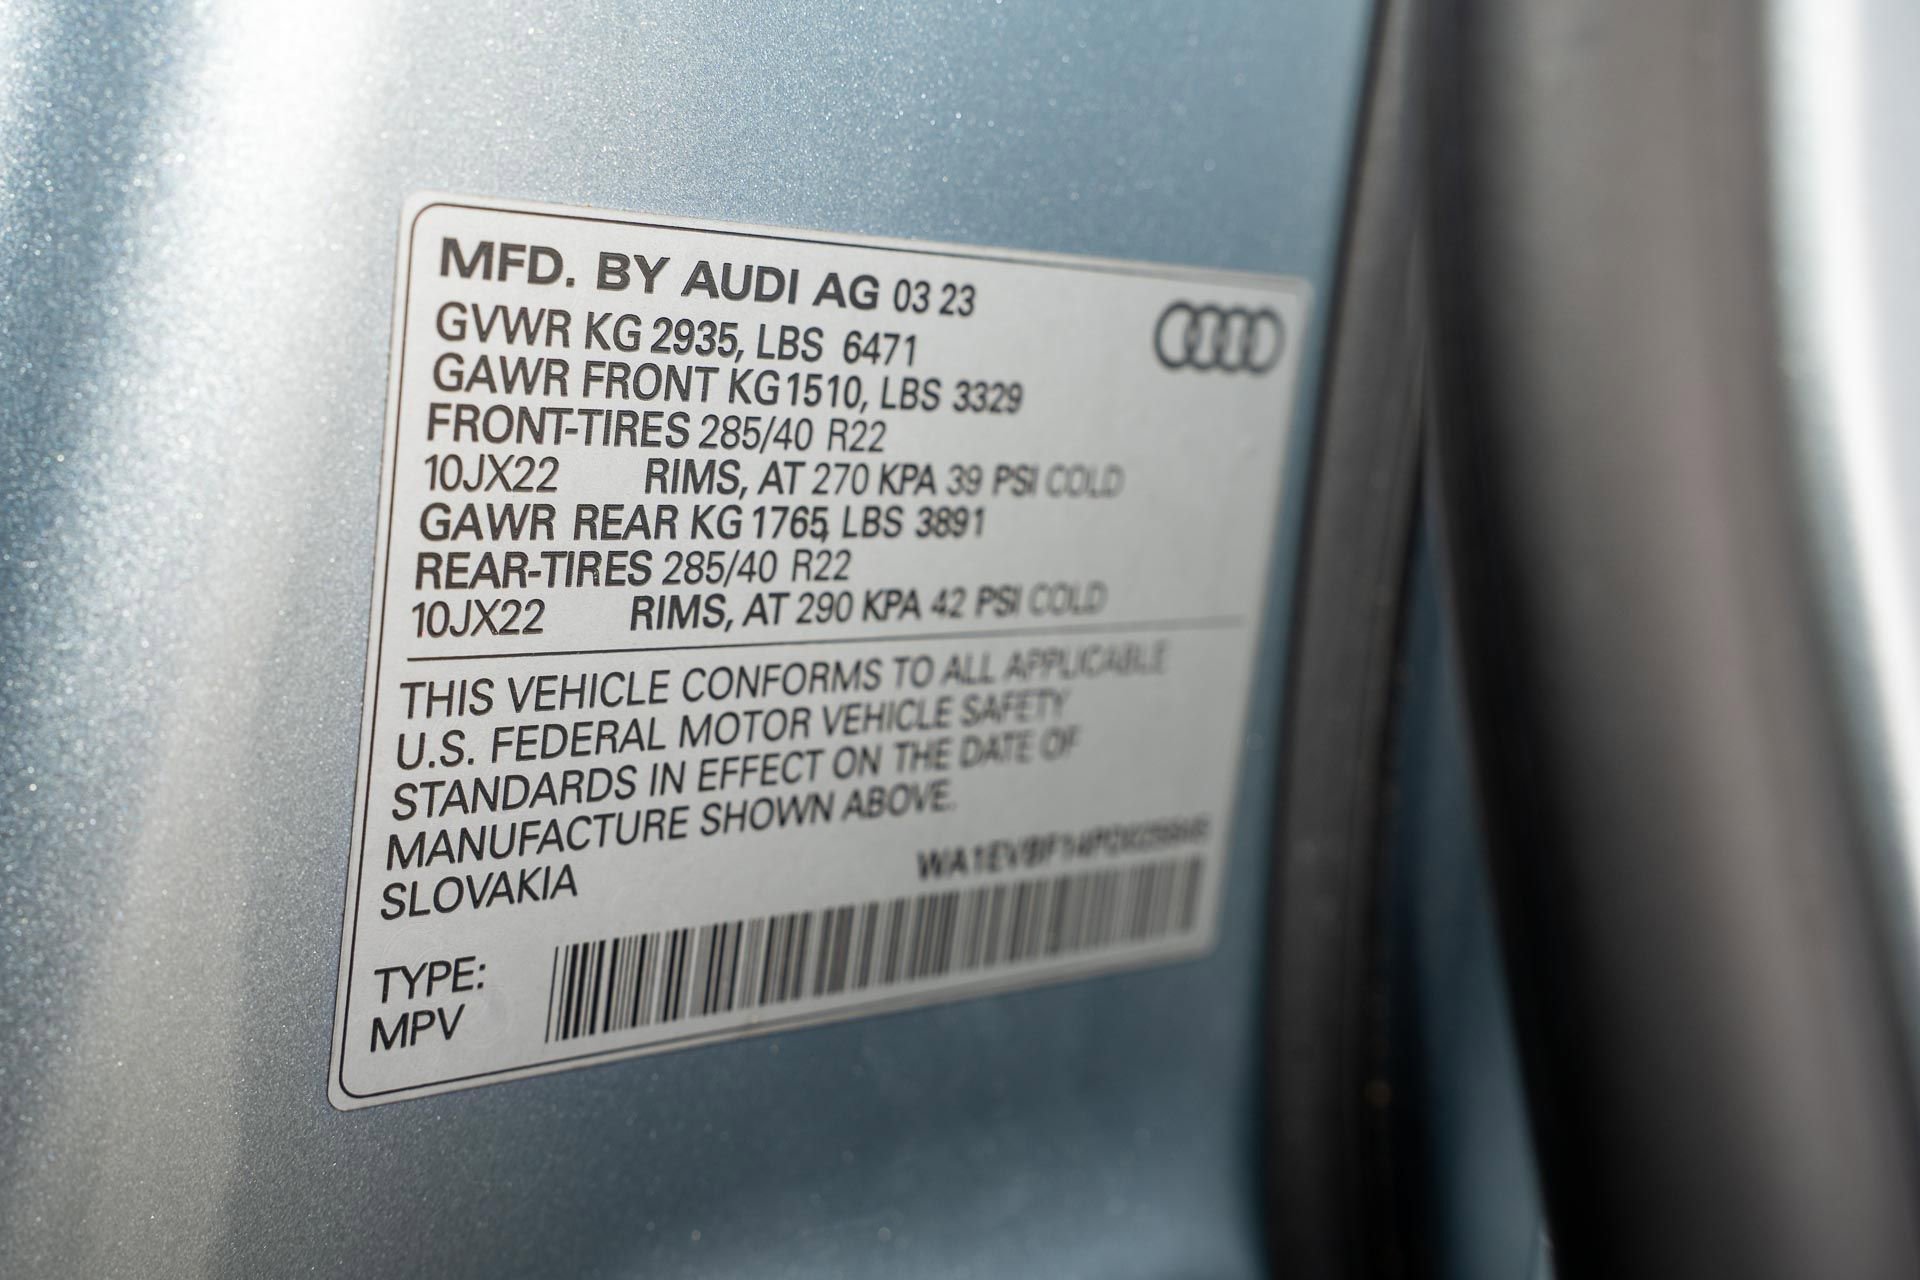 MFD. BY AUDI AG 03 23
GVWR KG 2935, LBS 6471
GAWR FRONT KG 1510, LBS 3329
FRONT-TIRES 285/40 R22
10JX22 RIMS, AT 270 KPA 39 PSI COLD
GAWR REAR KG 1765, LBS 3891
REAR-TIRES 285/40 R22
10JX22 RIMS, AT 290 KPA 42 PSI COLD
THIS VEHICLE CONFORMS TO ALL APPLICABLE
U.S. FEDERAL MOTOR VEHICLE SAFETY
STANDARDS IN EFFECT ON THE DATE OF
MANUFACTURE SHOWN ABOVE.
SLOVAKIA
TYPE:
MPV